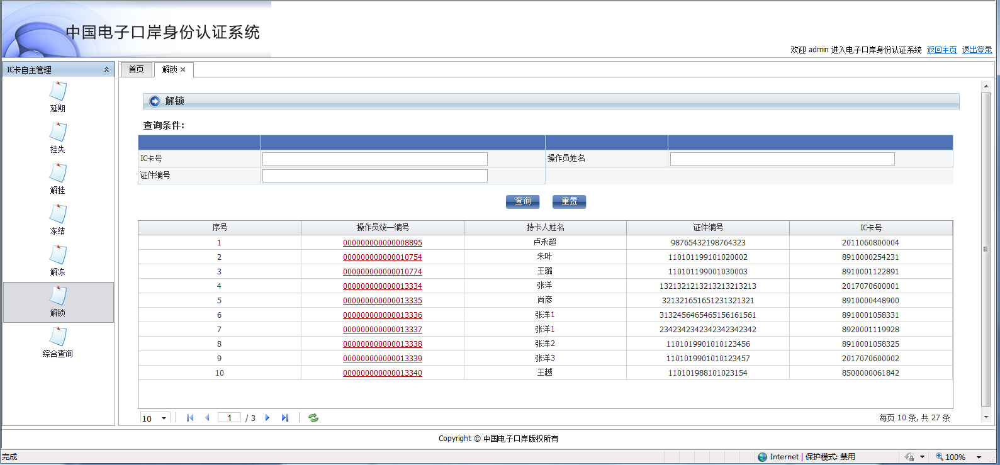 中国电子口岸身份认证系统
欢迎 admin 进入电子口岸身份认证系统 返回主页 退出登录
IC卡自主管理
延期
挂失
解挂
冻结
解冻
解锁
综合查询
首页 解锁
解锁
查询条件:
IC卡号 操作员姓名
证件编号
查询 重置
序号 操作员统一编号 持卡人姓名 证件编号 IC卡号
1 000000000000008895 卢永超 98765432198764323 2011060800004
2 000000000000010754 朱叶 110101199101020002 8910000254231
3 000000000000010774 王璐 110101199001030003 8910001122891
4 000000000000013334 张洋 1321321213213213213213 2017070600001
5 000000000000013335 尚彦 321321651651231321321 8910000448900
6 000000000000013336 张洋1 3132456465465156161561 8910001058331
7 000000000000013337 张洋1 2342342342342342342342 8920001119928
8 000000000000013338 张洋2 1101019901010123456 8910001058325
9 000000000000013339 张洋3 1101019901010123457 2017070600002
10 000000000000013340 王越 110101988101023154 8500000061842
10 1 / 3 每页 10 条, 共 27 条
Copyright © 中国电子口岸版权所有
完成 Internet | 保护模式: 禁用 100%